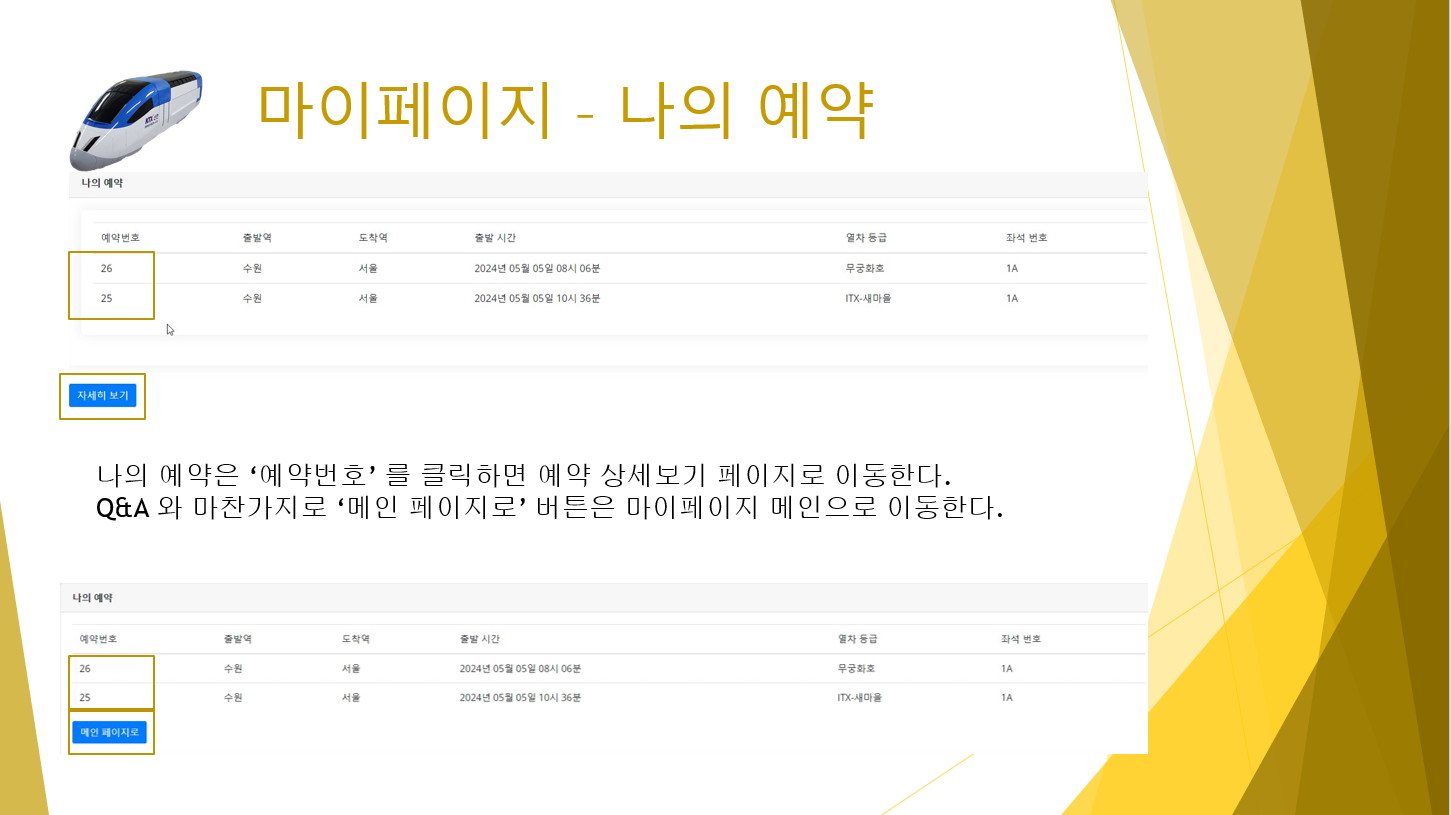 마이페이지 - 나의 예약
나의 예약
예약번호 출발역 도착역 출발 시간 열차 등급 좌석 번호
26 수원 서울 2024년 05월 05일 08시 06분 무궁화호 1A
25 수원 서울 2024년 05월 05일 10시 36분 ITX-새마을 1A
자세히 보기
나의 예약은 ‘예약번호’ 를 클릭하면 예약 상세보기 페이지로 이동한다.
Q&A 와 마찬가지로 ‘메인 페이지로’ 버튼은 마이페이지 메인으로 이동한다.
나의 예약
예약번호 출발역 도착역 출발 시간 열차 등급 좌석 번호
26 수원 서울 2024년 05월 05일 08시 06분 무궁화호 1A
25 수원 서울 2024년 05월 05일 10시 36분 ITX-새마을 1A
메인 페이지로